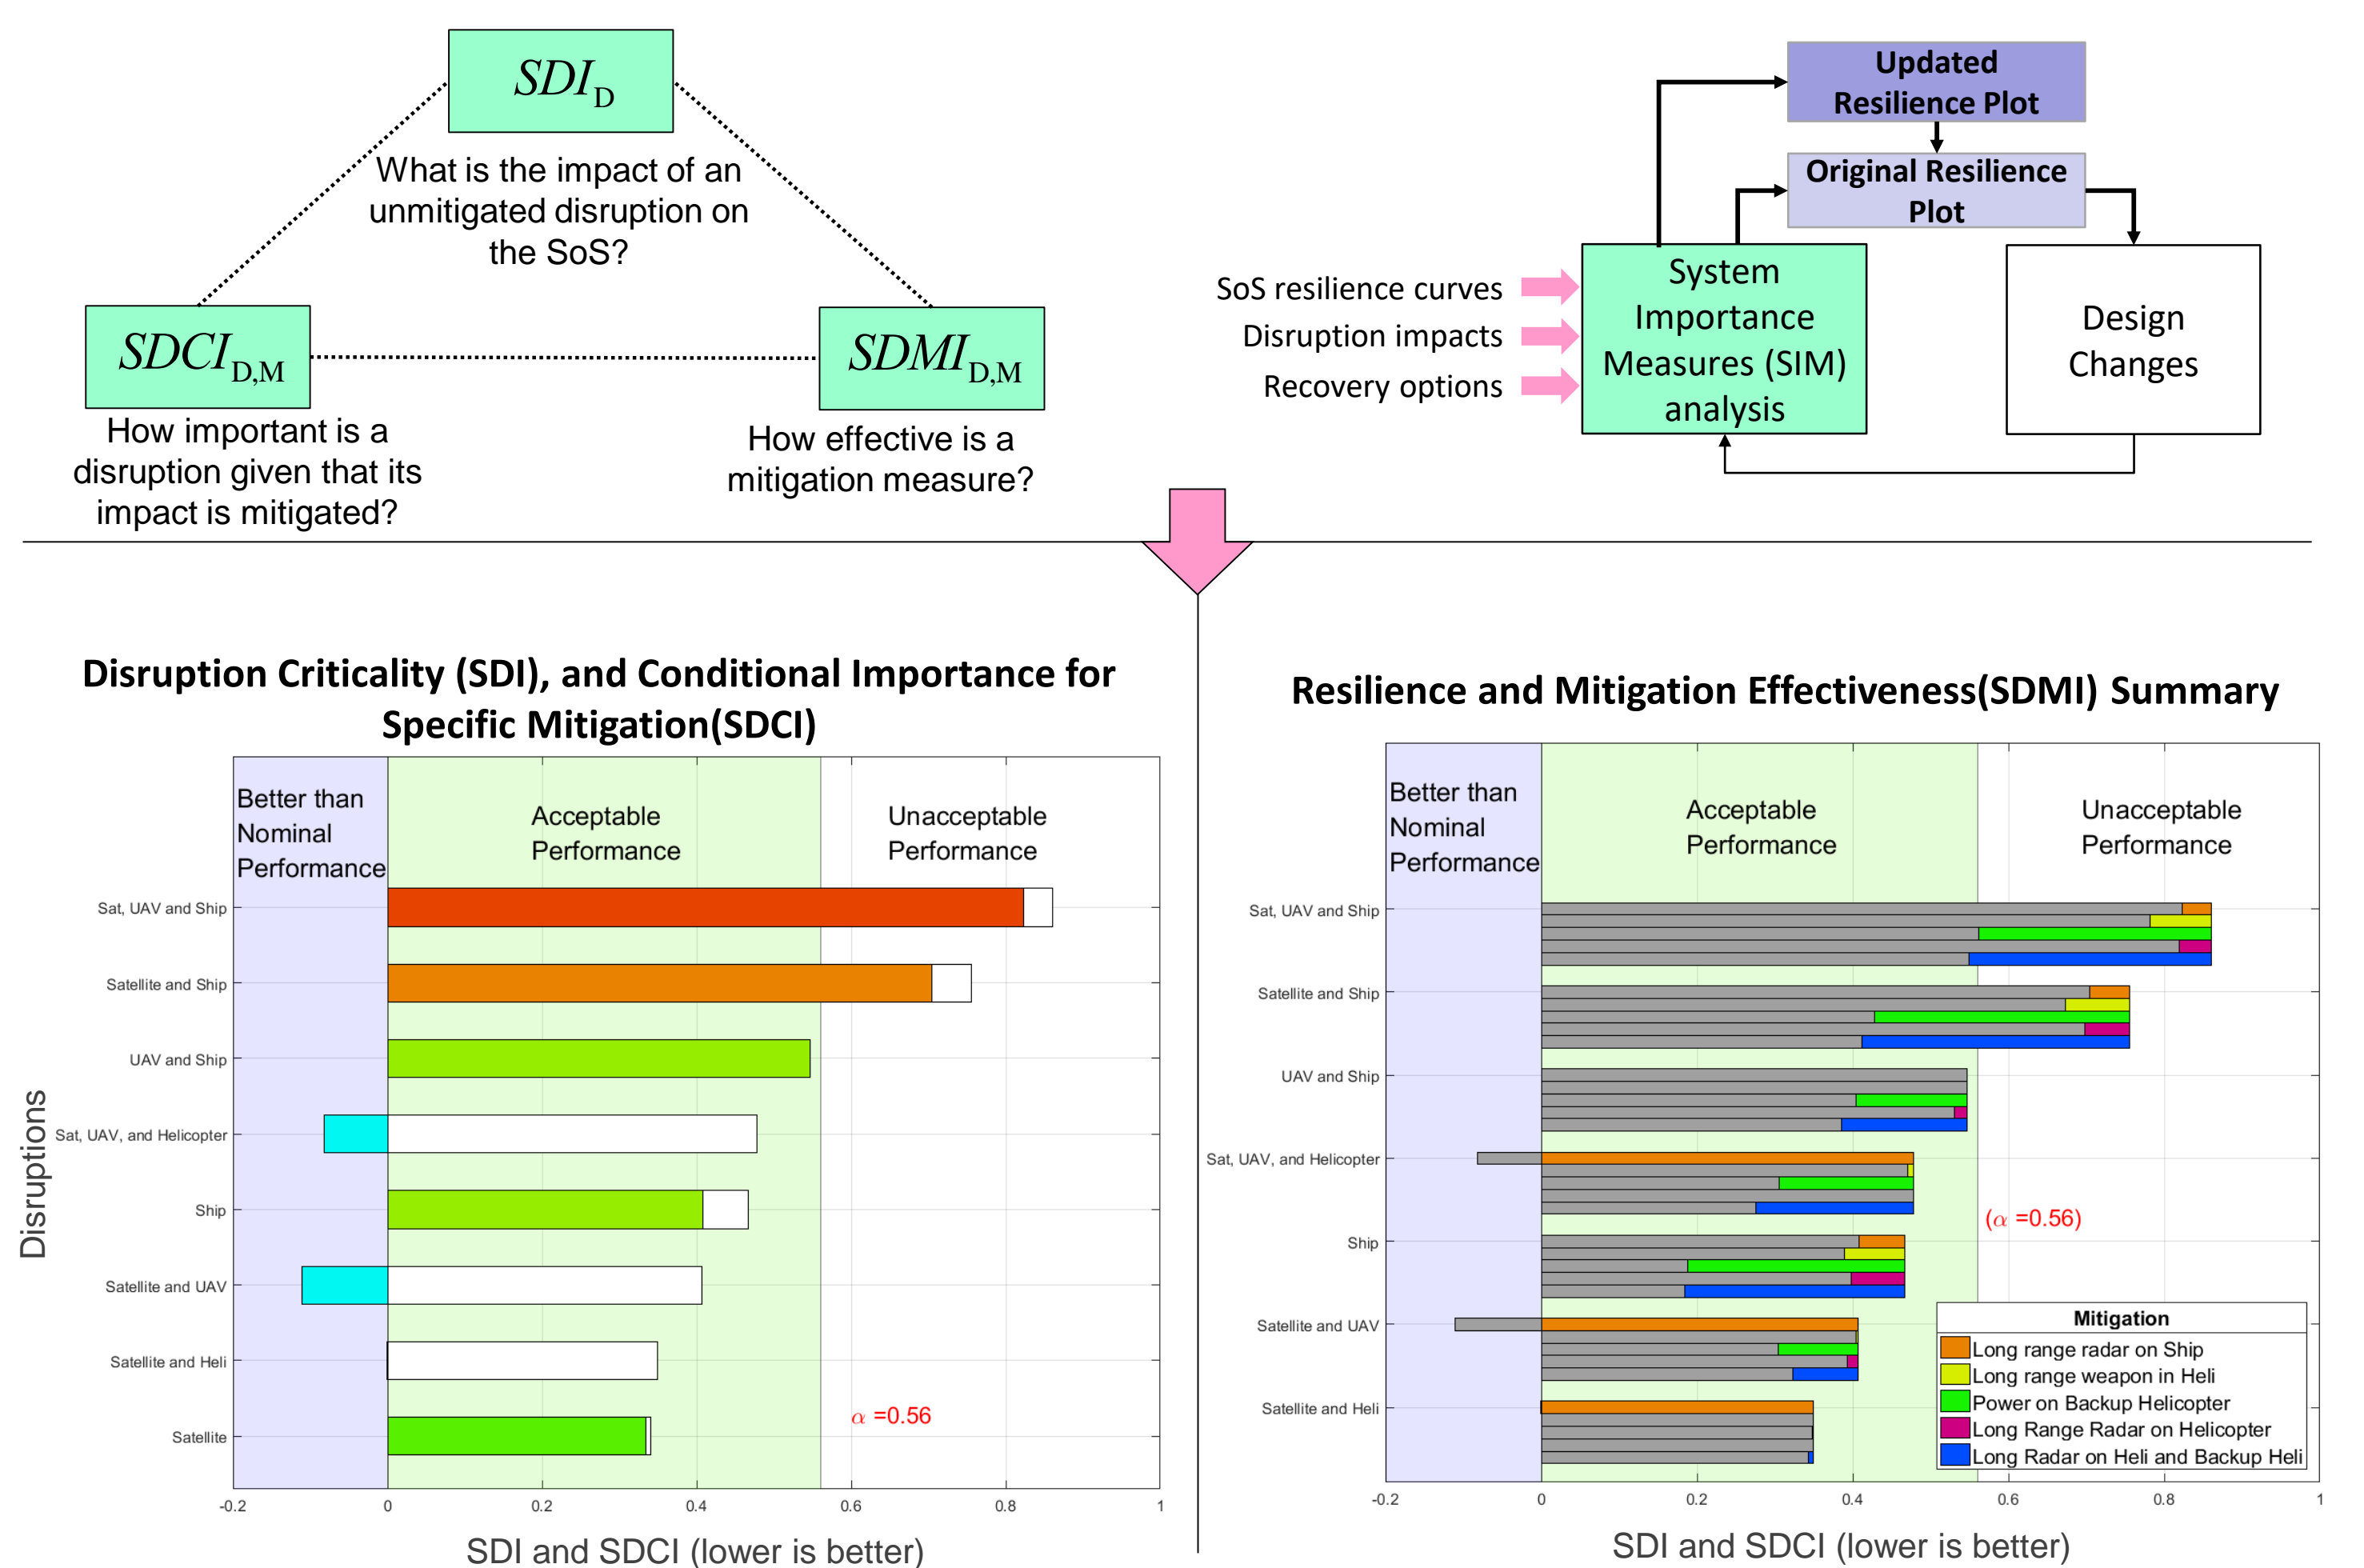 SDI_D
What is the impact of an
unmitigated disruption on
the SoS?
SDCI_D,M
How important is a
disruption given that its
impact is mitigated?
SDMI_D,M
How effective is a
mitigation measure?
Updated
Resilience Plot
Original Resilience
Plot
SoS resilience curves
Disruption impacts
Recovery options
System
Importance
Measures (SIM)
analysis
Design
Changes
Disruption Criticality (SDI), and Conditional Importance for
Specific Mitigation(SDCI)
Better than
Nominal
Performance
Acceptable
Performance
Unacceptable
Performance
Disruptions
Sat, UAV and Ship
Satellite and Ship
UAV and Ship
Sat, UAV, and Helicopter
Ship
Satellite and UAV
Satellite and Heli
Satellite
α =0.56
-0.2 0 0.2 0.4 0.6 0.8 1
SDI and SDCI (lower is better)
Resilience and Mitigation Effectiveness(SDMI) Summary
Better than
Nominal
Performance
Acceptable
Performance
Unacceptable
Performance
Sat, UAV and Ship
Satellite and Ship
UAV and Ship
Sat, UAV, and Helicopter
Ship
Satellite and UAV
Satellite and Heli
(α =0.56)
Mitigation
Long range radar on Ship
Long range weapon in Heli
Power on Backup Helicopter
Long Range Radar on Helicopter
Long Radar on Heli and Backup Heli
-0.2 0 0.2 0.4 0.6 0.8 1
SDI and SDCI (lower is better)